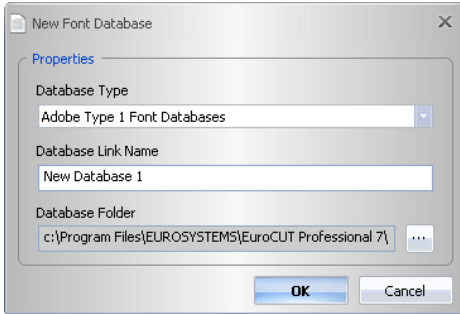 New Font Database
Properties
Database Type
Adobe Type 1 Font Databases
Database Link Name
New Database 1
Database Folder
c:\Program Files\EUROSYSTEMS\EuroCUT Professional 7\
...
OK
Cancel